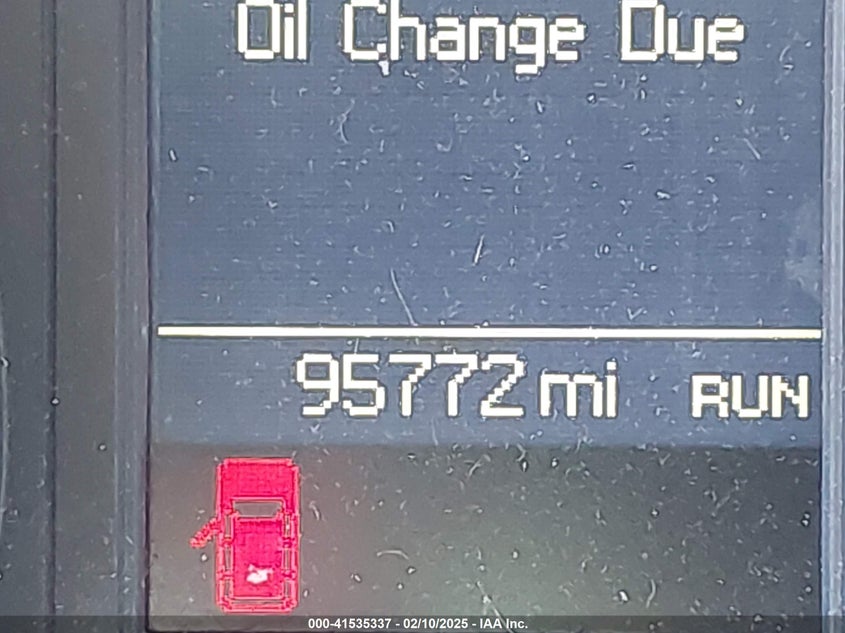 Oil Change Due
95772 mi RUN
000-41535337 - 02/10/2025 - IAA Inc.